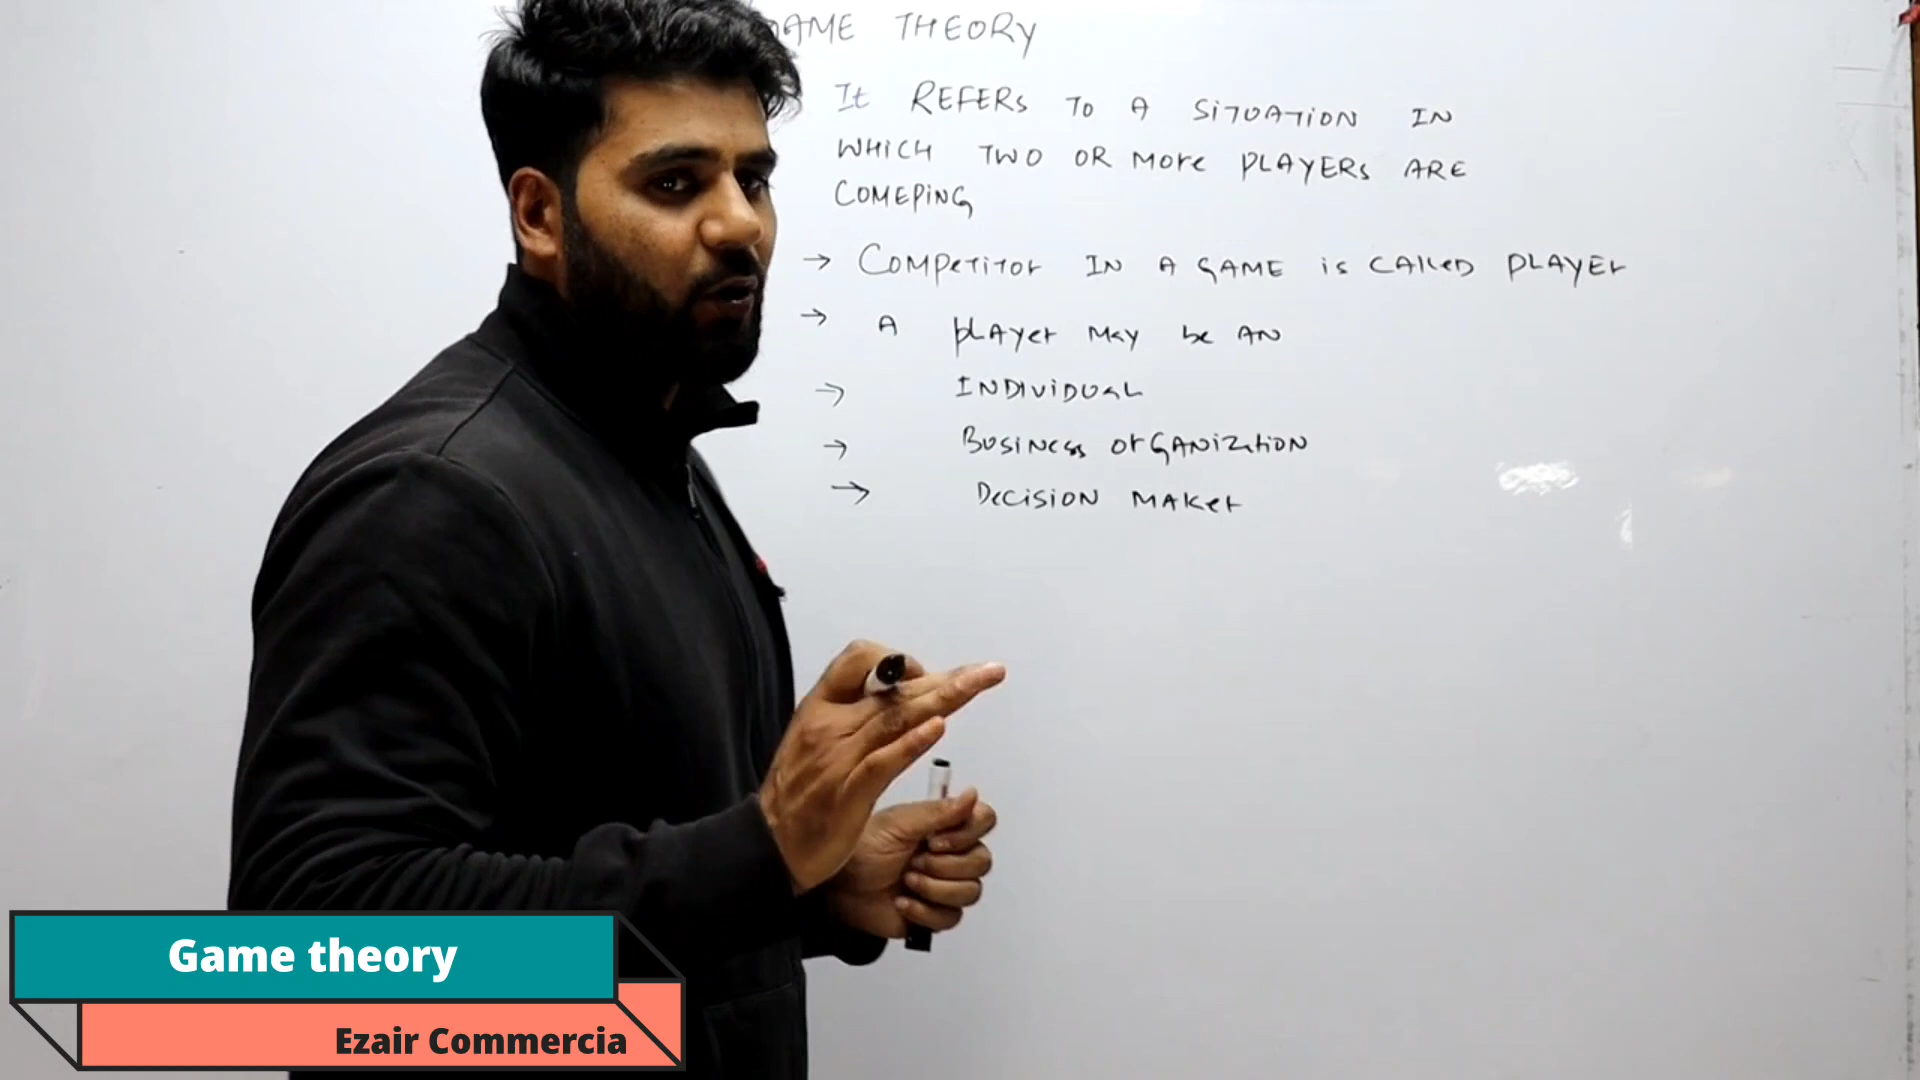 GAME THEORY
It REFERS TO A SITUATION IN
WHICH TWO OR MORE PLAYERS ARE
COMEPING
→ COMPETITOR IN A GAME is CALLED PLAYER
→ A PLAYER MAY be AN
→ INDIVIDUAL
→ BUSINESS ORGANIZATION
→ DECISION MAKER
Game theory
Ezair Commercia